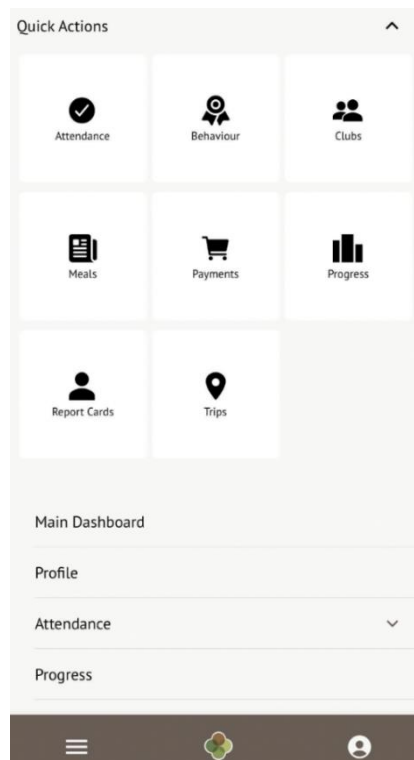 Quick Actions
Attendance Behaviour Clubs
Meals Payments Progress
Report Cards Trips
Main Dashboard
Profile
Attendance
Progress